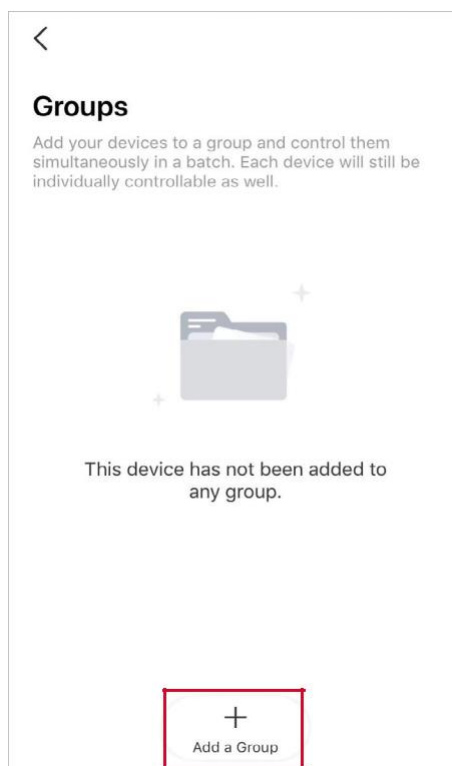 Groups
Add your devices to a group and control them
simultaneously in a batch. Each device will still be
individually controllable as well.
This device has not been added to
any group.
Add a Group